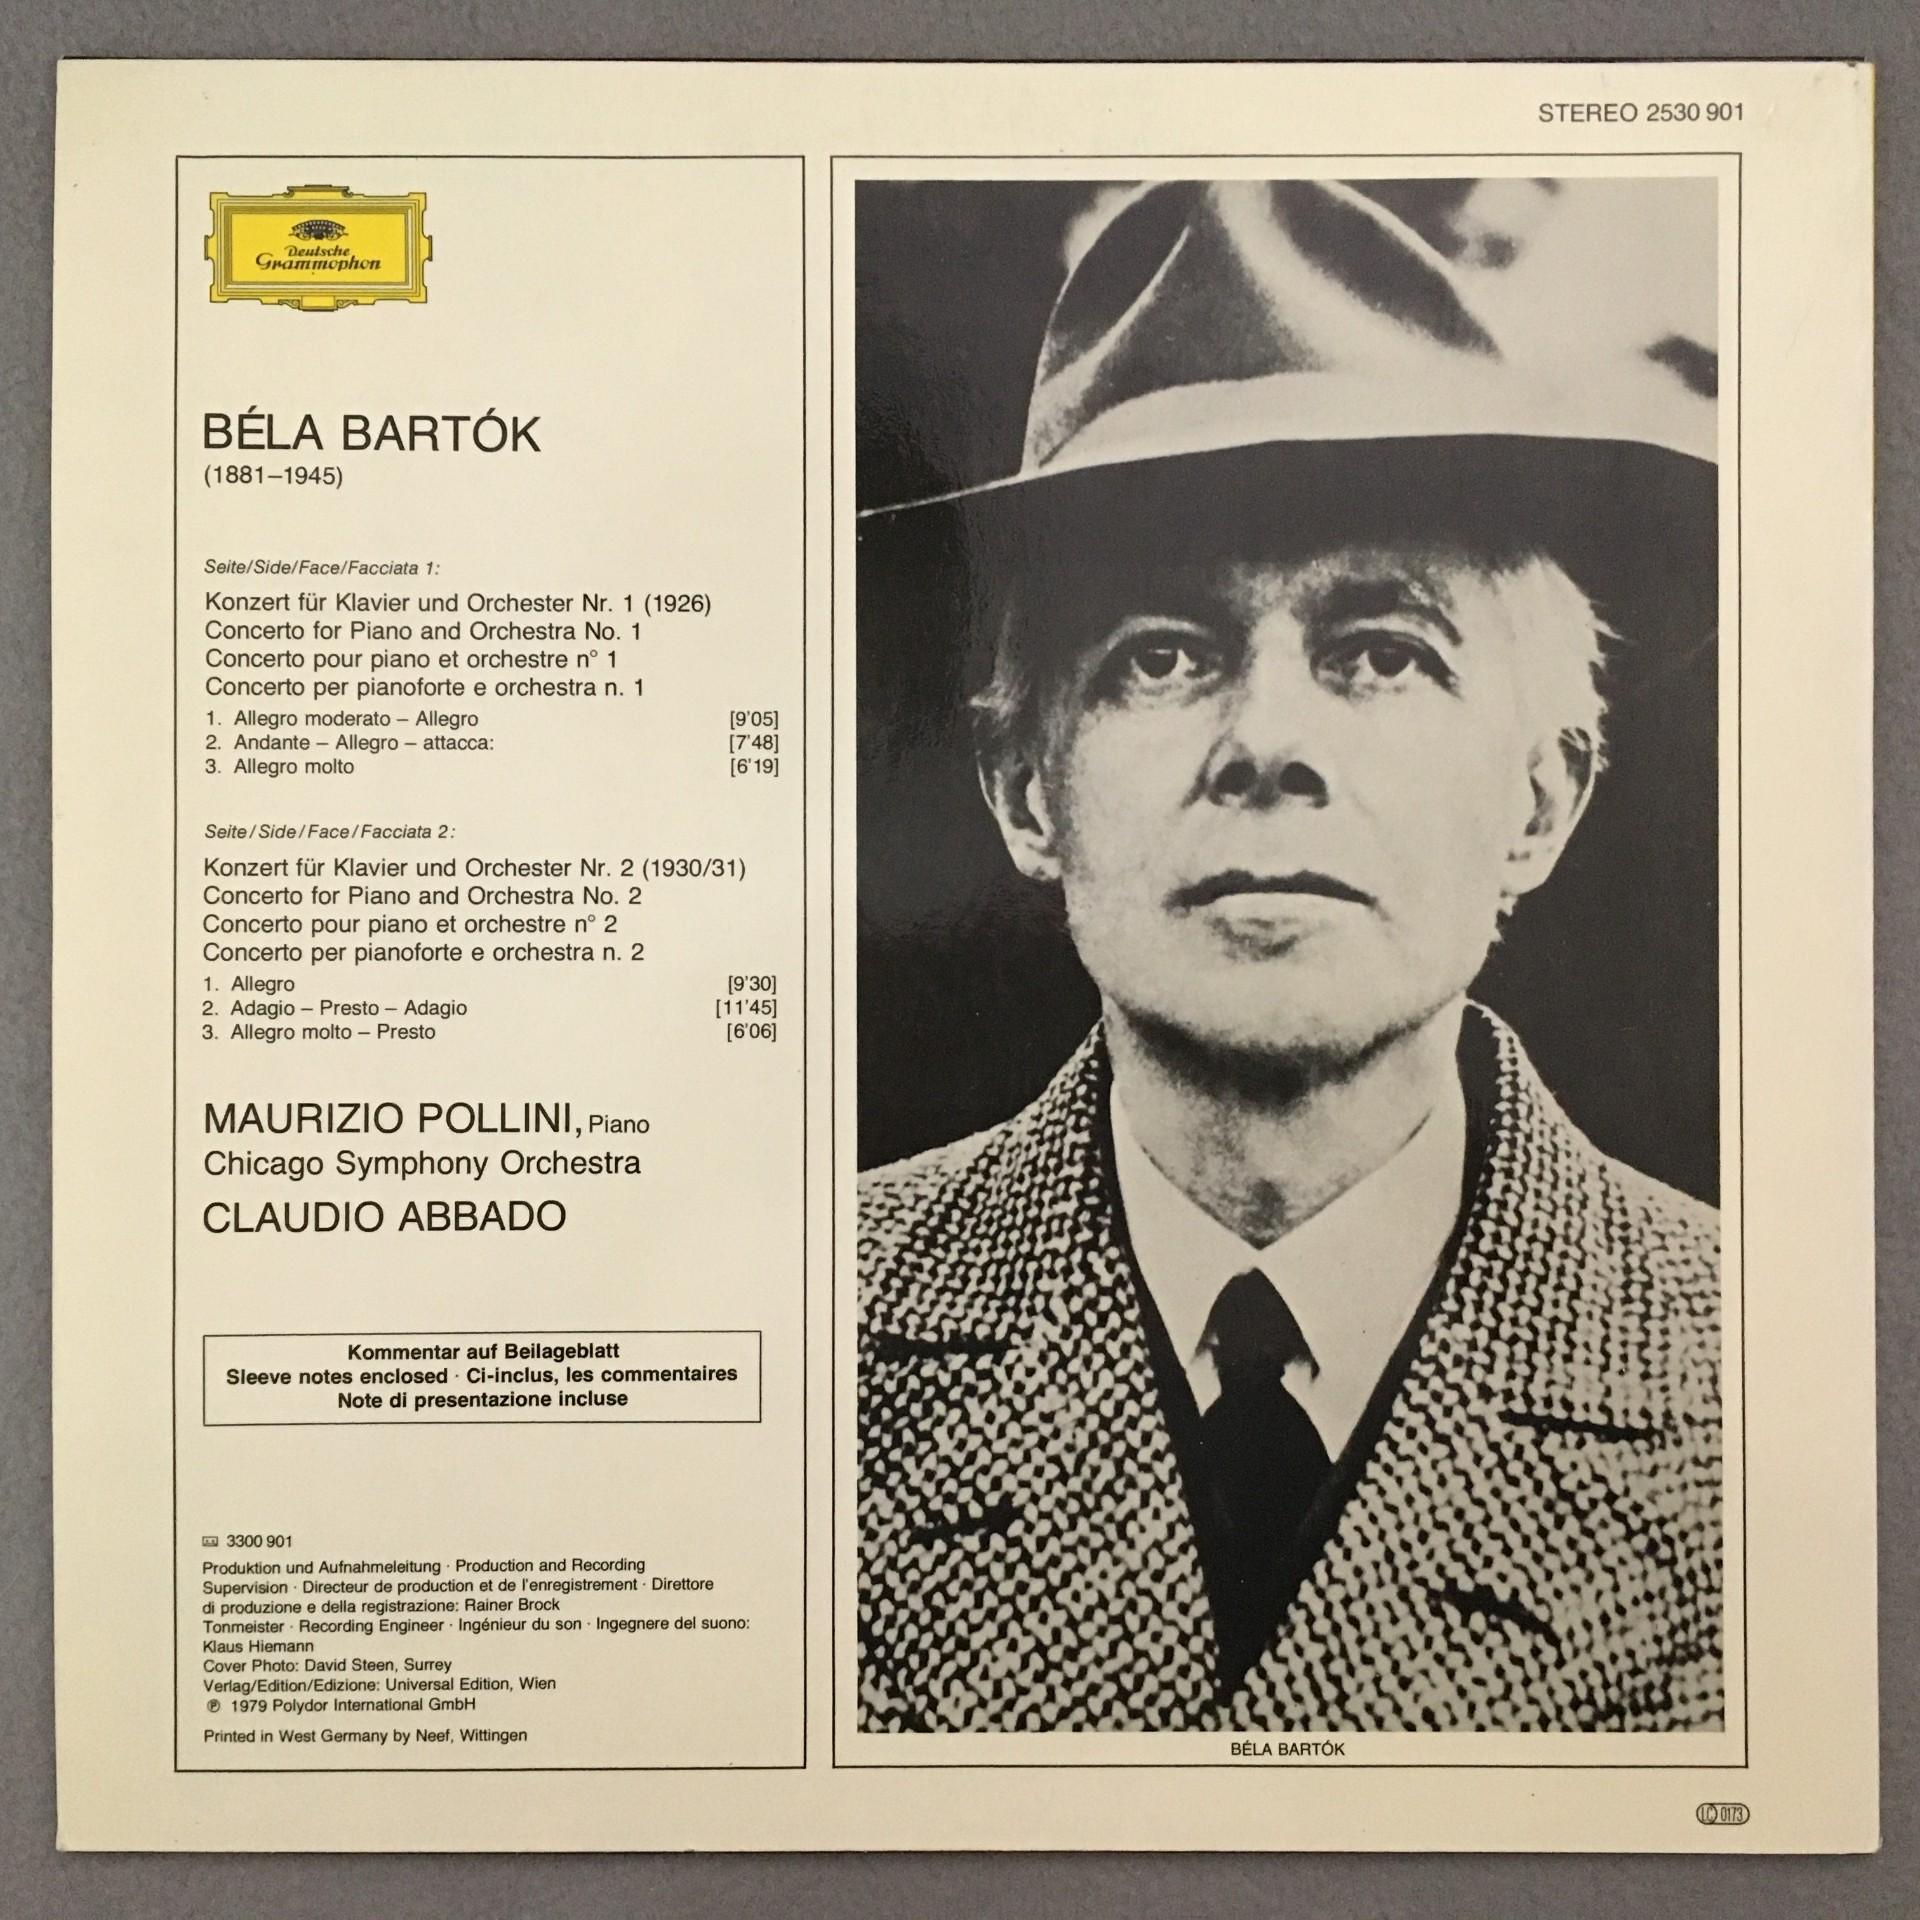 STEREO 2530 901
Deutsche
Grammophon
BÉLA BARTÓK
(1881–1945)
Seite/Side/Face/Facciata 1:
Konzert für Klavier und Orchester Nr. 1 (1926)
Concerto for Piano and Orchestra No. 1
Concerto pour piano et orchestre n° 1
Concerto per pianoforte e orchestra n. 1
1. Allegro moderato – Allegro [9'05]
2. Andante – Allegro – attacca: [7'48]
3. Allegro molto [6'19]
Seite/Side/Face/Facciata 2:
Konzert für Klavier und Orchester Nr. 2 (1930/31)
Concerto for Piano and Orchestra No. 2
Concerto pour piano et orchestre n° 2
Concerto per pianoforte e orchestra n. 2
1. Allegro [9'30]
2. Adagio – Presto – Adagio [11'45]
3. Allegro molto – Presto [6'06]
MAURIZIO POLLINI, Piano
Chicago Symphony Orchestra
CLAUDIO ABBADO
Kommentar auf Beilageblatt
Sleeve notes enclosed · Ci-inclus, les commentaires
Note di presentazione incluse
3300 901
Produktion und Aufnahmeleitung · Production and Recording
Supervision · Directeur de production et de l'enregistrement · Direttore
di produzione e della registrazione: Rainer Brock
Tonmeister · Recording Engineer · Ingénieur du son · Ingegnere del suono:
Klaus Hiemann
Cover Photo: David Steen, Surrey
Verlag/Edition/Edizione: Universal Edition, Wien
℗ 1979 Polydor International GmbH
Printed in West Germany by Neef, Wittingen
BÉLA BARTÓK
LC 0173